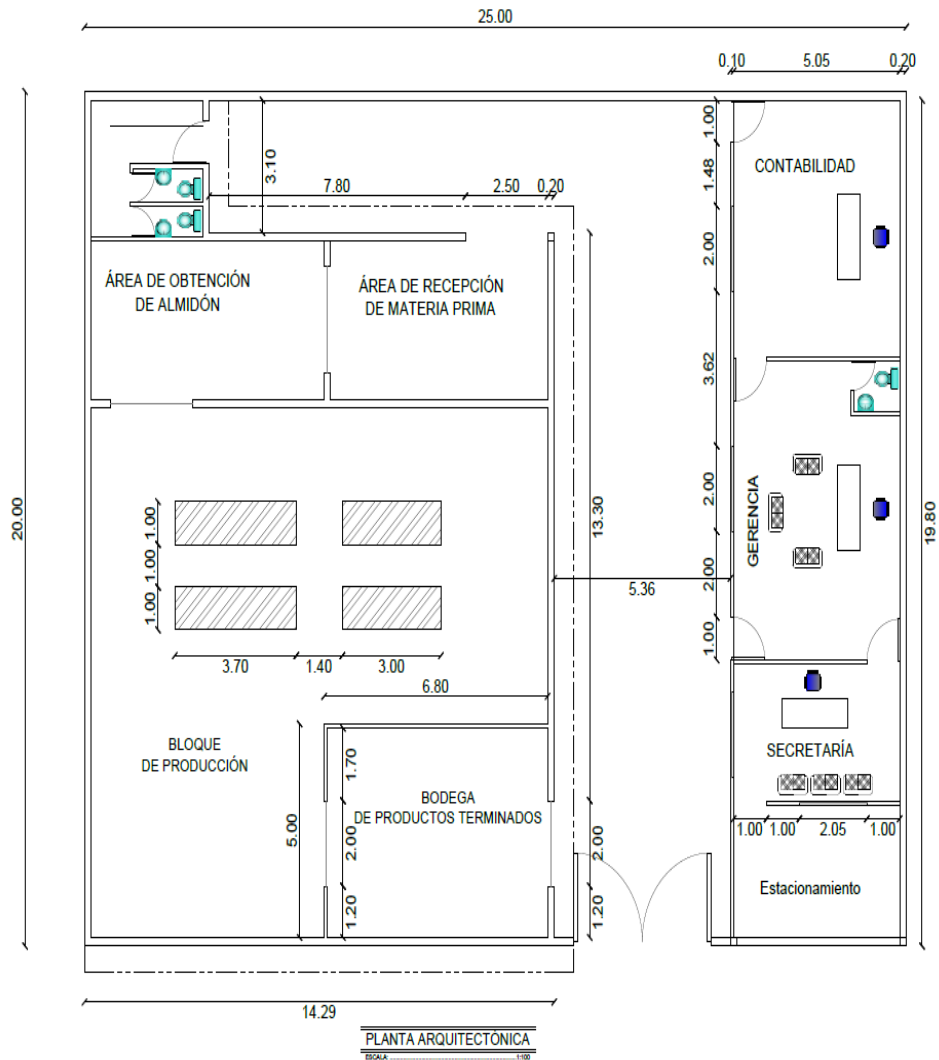 25.00
0.10 5.05 0.20
1.00
3.10
1.48
CONTABILIDAD
7.80
2.50
0.20
2.00
ÁREA DE OBTENCIÓN
DE ALMIDÓN
ÁREA DE RECEPCIÓN
DE MATERIA PRIMA
3.62
20.00
1.00
1.00
1.00
13.30
2.00
GERENCIA
19.80
2.00
5.36
1.00
3.70
1.40
3.00
6.80
BLOQUE
DE PRODUCCIÓN
1.70
SECRETARÍA
BODEGA
DE PRODUCTOS TERMINADOS
5.00
2.00
2.00
1.00
1.00
2.05
1.00
1.20
1.20
Estacionamiento
14.29
PLANTA ARQUITECTÓNICA
ESCALA: 1:100